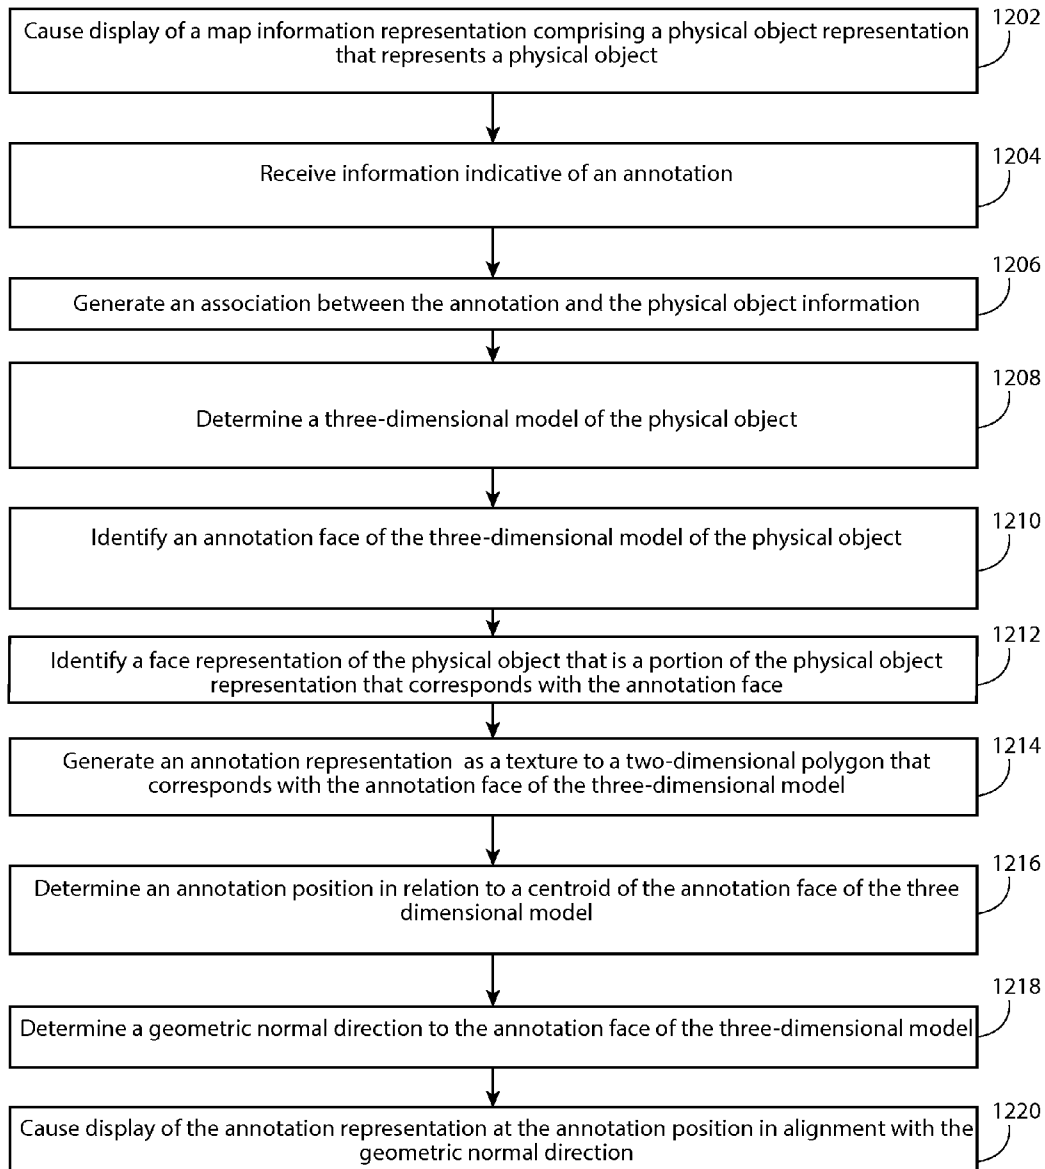 1202
Cause display of a map information representation comprising a physical object representation
that represents a physical object
1204
Receive information indicative of an annotation
1206
Generate an association between the annotation and the physical object information
1208
Determine a three-dimensional model of the physical object
1210
Identify an annotation face of the three-dimensional model of the physical object
1212
Identify a face representation of the physical object that is a portion of the physical object
representation that corresponds with the annotation face
1214
Generate an annotation representation as a texture to a two-dimensional polygon that
corresponds with the annotation face of the three-dimensional model
1216
Determine an annotation position in relation to a centroid of the annotation face of the three
dimensional model
1218
Determine a geometric normal direction to the annotation face of the three-dimensional model
1220
Cause display of the annotation representation at the annotation position in alignment with the
geometric normal direction